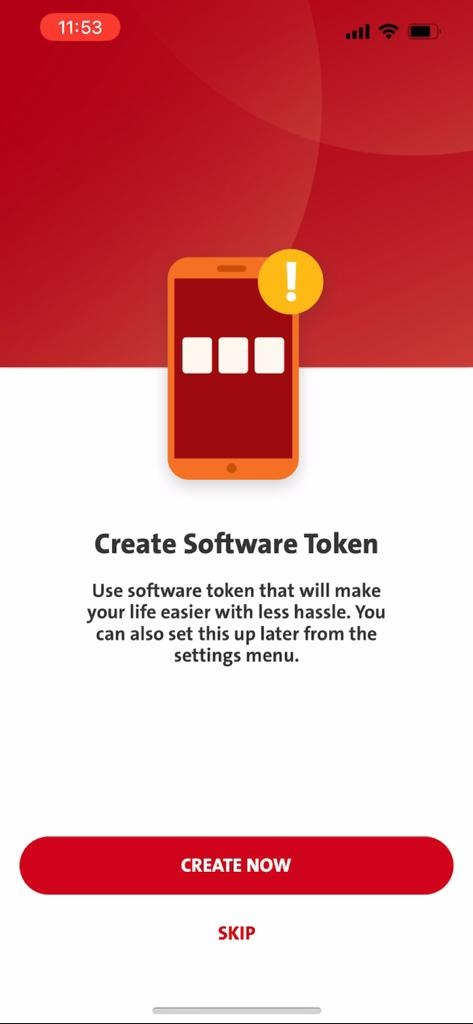 11:53
!
Create Software Token
Use software token that will make
your life easier with less hassle. You
can also set this up later from the
settings menu.
CREATE NOW
SKIP